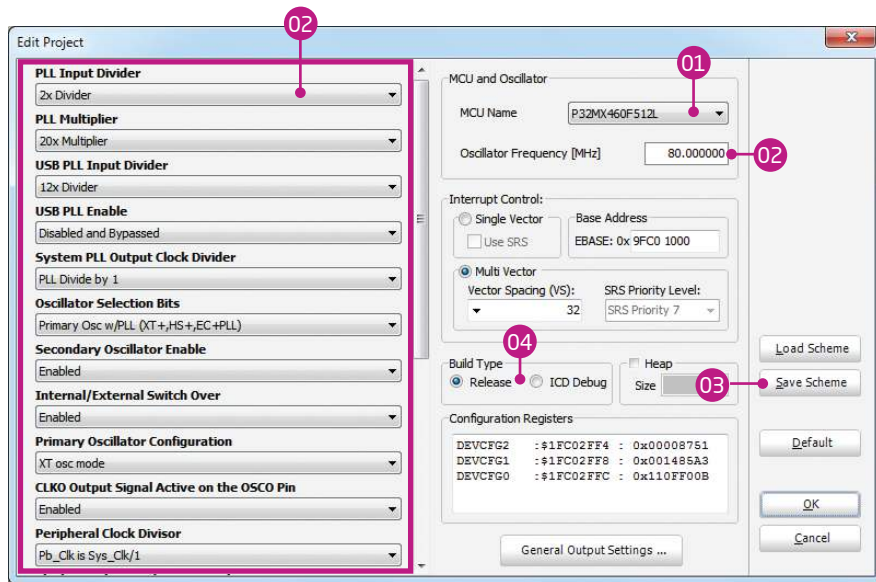 02
Edit Project
PLL Input Divider
2x Divider
PLL Multiplier
20x Multiplier
USB PLL Input Divider
12x Divider
USB PLL Enable
Disabled and Bypassed
System PLL Output Clock Divider
PLL Divide by 1
Oscillator Selection Bits
Primary Osc w/PLL (XT+,HS+,EC+PLL)
Secondary Oscillator Enable
Enabled
Internal/External Switch Over
Enabled
Primary Oscillator Configuration
XT osc mode
CLKO Output Signal Active on the OSCO Pin
Enabled
Peripheral Clock Divisor
Pb_Clk is Sys_Clk/1
01
MCU and Oscillator
MCU Name P32MX460F512L
Oscillator Frequency [MHz] 80.000000 02
Interrupt Control:
Single Vector Base Address
Use SRS EBASE: 0x 9FC0 1000
Multi Vector
Vector Spacing (VS): SRS Priority Level:
32 SRS Priority 7
04
Build Type Heap
Release ICD Debug Size 03
Configuration Registers
DEVCFG2 :$1FC02FF4 : 0x00008751
DEVCFG1 :$1FC02FF8 : 0x001485A3
DEVCFG0 :$1FC02FFC : 0x110FF00B
General Output Settings ...
Load Scheme
Save Scheme
Default
OK
Cancel